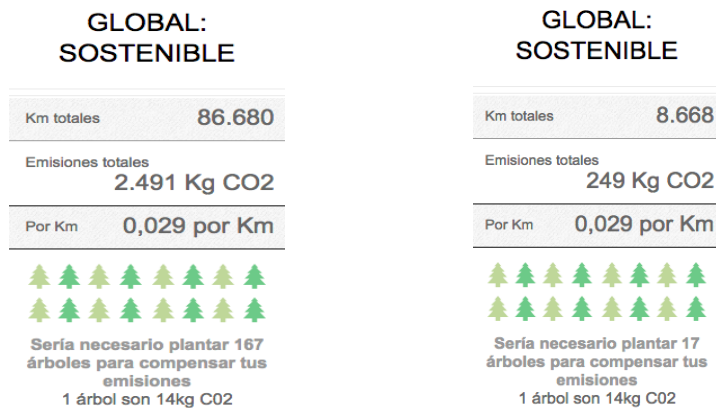 GLOBAL:
SOSTENIBLE
Km totales 86.680
Emisiones totales
2.491 Kg CO2
Por Km 0,029 por Km
Sería necesario plantar 167
árboles para compensar tus
emisiones
1 árbol son 14kg C02
GLOBAL:
SOSTENIBLE
Km totales 8.668
Emisiones totales
249 Kg CO2
Por Km 0,029 por Km
Sería necesario plantar 17
árboles para compensar tus
emisiones
1 árbol son 14kg C02